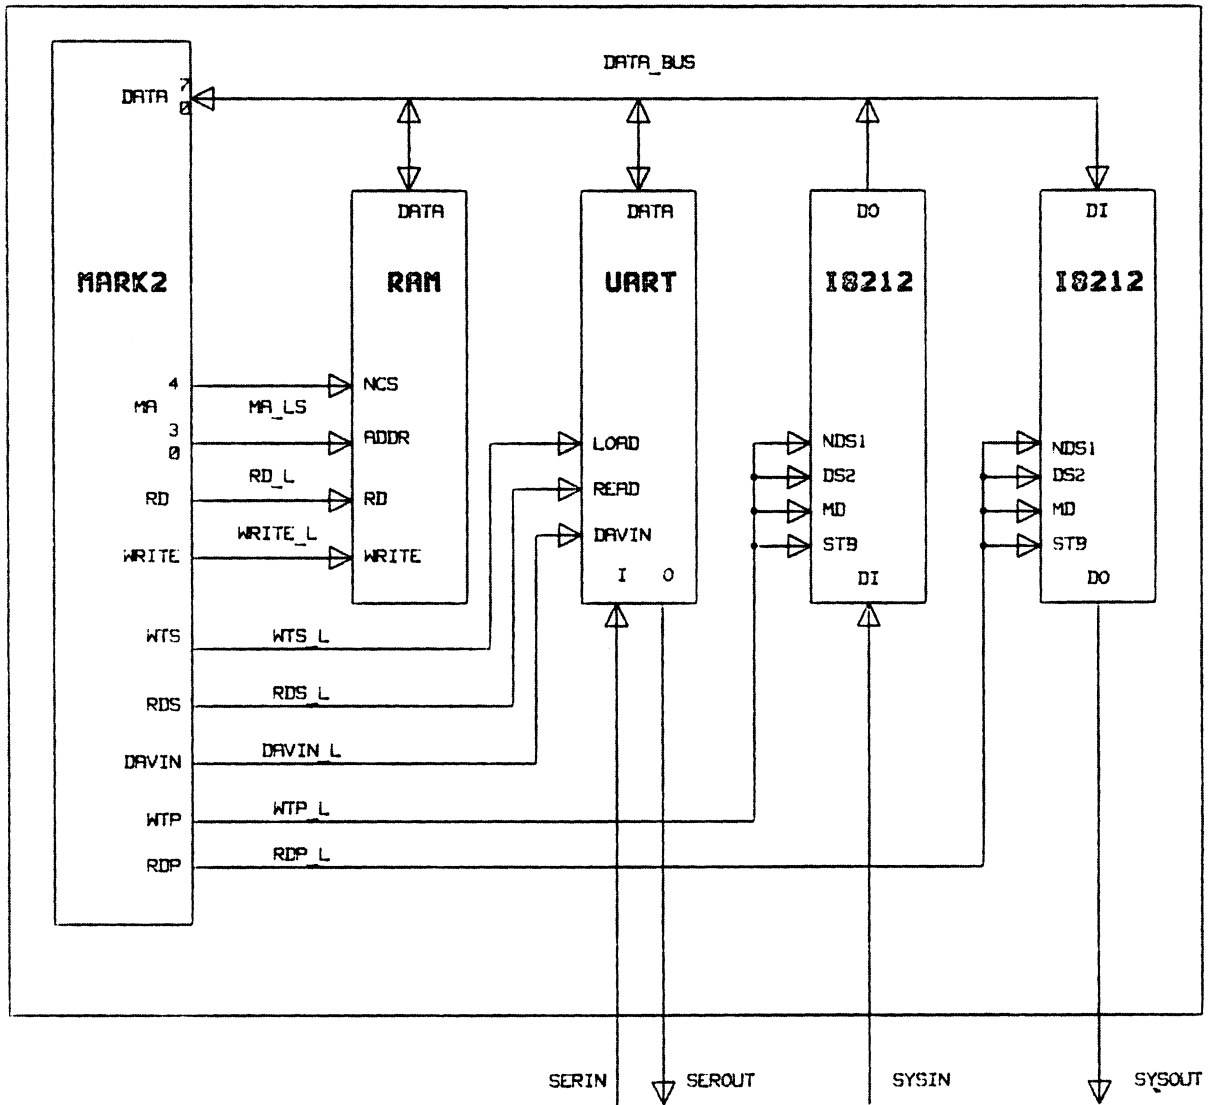 DATA_BUS
DATA 7
0
DATA DATA DO DI
MARK2 RAM UART I8212 I8212
4 NCS
MA MA_LS
3 ADDR LOAD NDS1 NDS1
0
RD_L DS2 DS2
RD RD READ
MD MD
WRITE_L DAVIN
STB STB
WRITE WRITE
I O DI DO
WTS WTS_L
RDS RDS_L
DAVIN DAVIN_L
WTP WTP_L
RDP RDP_L
SERIN SEROUT SYSIN SYSOUT